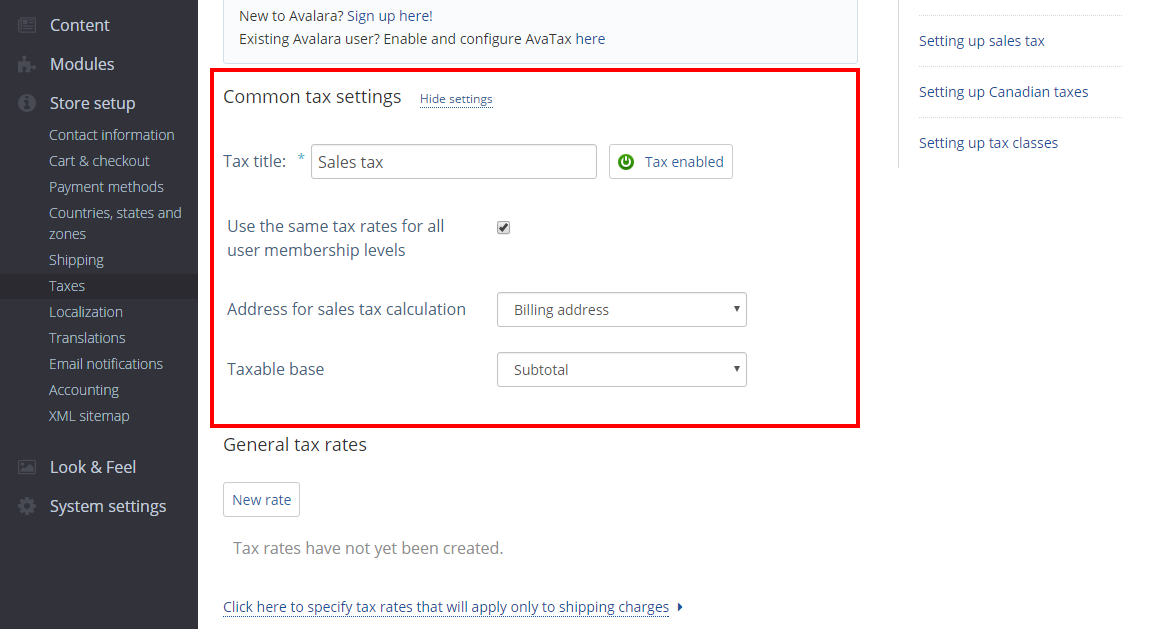 Content
Modules
Store setup
Contact information
Cart & checkout
Payment methods
Countries, states and
zones
Shipping
Taxes
Localization
Translations
Email notifications
Accounting
XML sitemap
Look & Feel
System settings
New to Avalara? Sign up here!
Existing Avalara user? Enable and configure AvaTax here
Common tax settings Hide settings
Tax title: * Sales tax Tax enabled
Use the same tax rates for all
user membership levels
Address for sales tax calculation Billing address
Taxable base Subtotal
General tax rates
New rate
Tax rates have not yet been created.
Click here to specify tax rates that will apply only to shipping charges
Setting up sales tax
Setting up Canadian taxes
Setting up tax classes